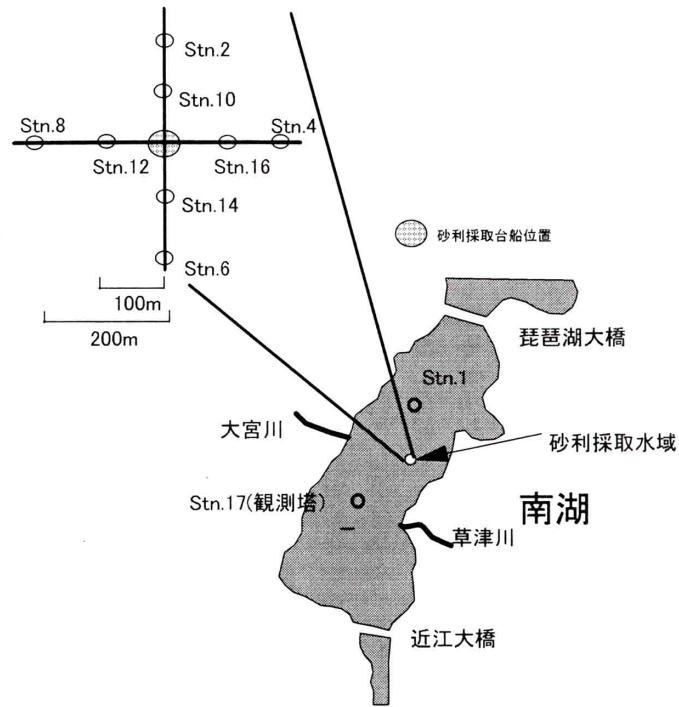 Stn.2
Stn.10
Stn.8
Stn.4
Stn.12
Stn.16
Stn.14
Stn.6
100m
200m
砂利採取台船位置
琵琶湖大橋
Stn.1
大宮川
砂利採取水域
Stn.17(観測塔)
南湖
草津川
近江大橋